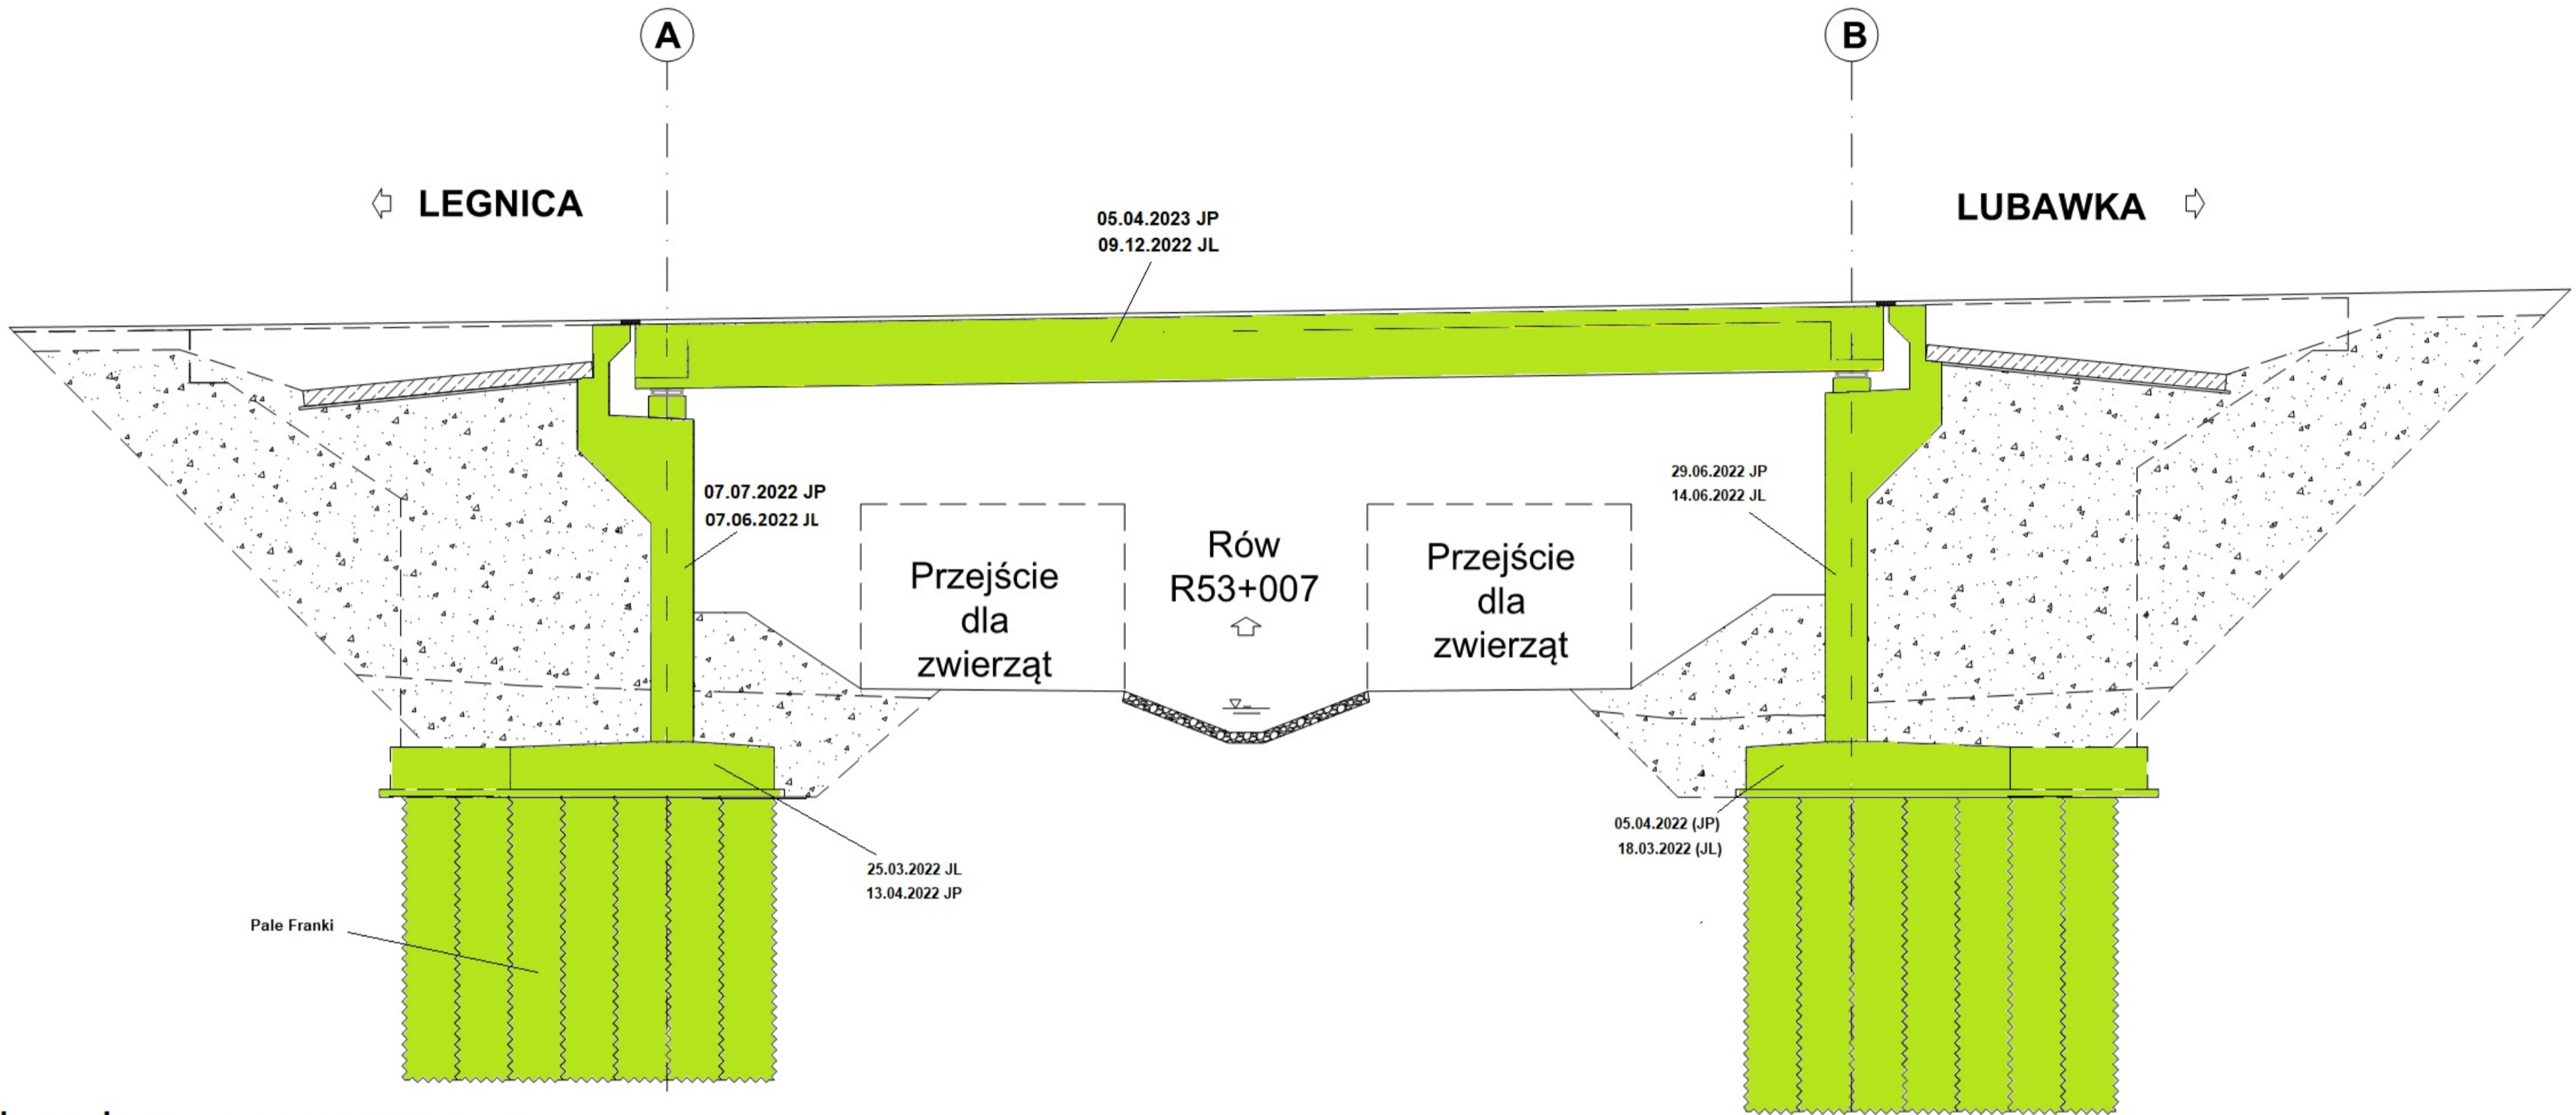 A
B
LEGNICA
LUBAWKA
05.04.2023 JP
09.12.2022 JL
07.07.2022 JP
07.06.2022 JL
29.06.2022 JP
14.06.2022 JL
Przejście
dla
zwierząt
Rów
R53+007
Przejście
dla
zwierząt
25.03.2022 JL
13.04.2022 JP
05.04.2022 (JP)
18.03.2022 (JL)
Pale Franki